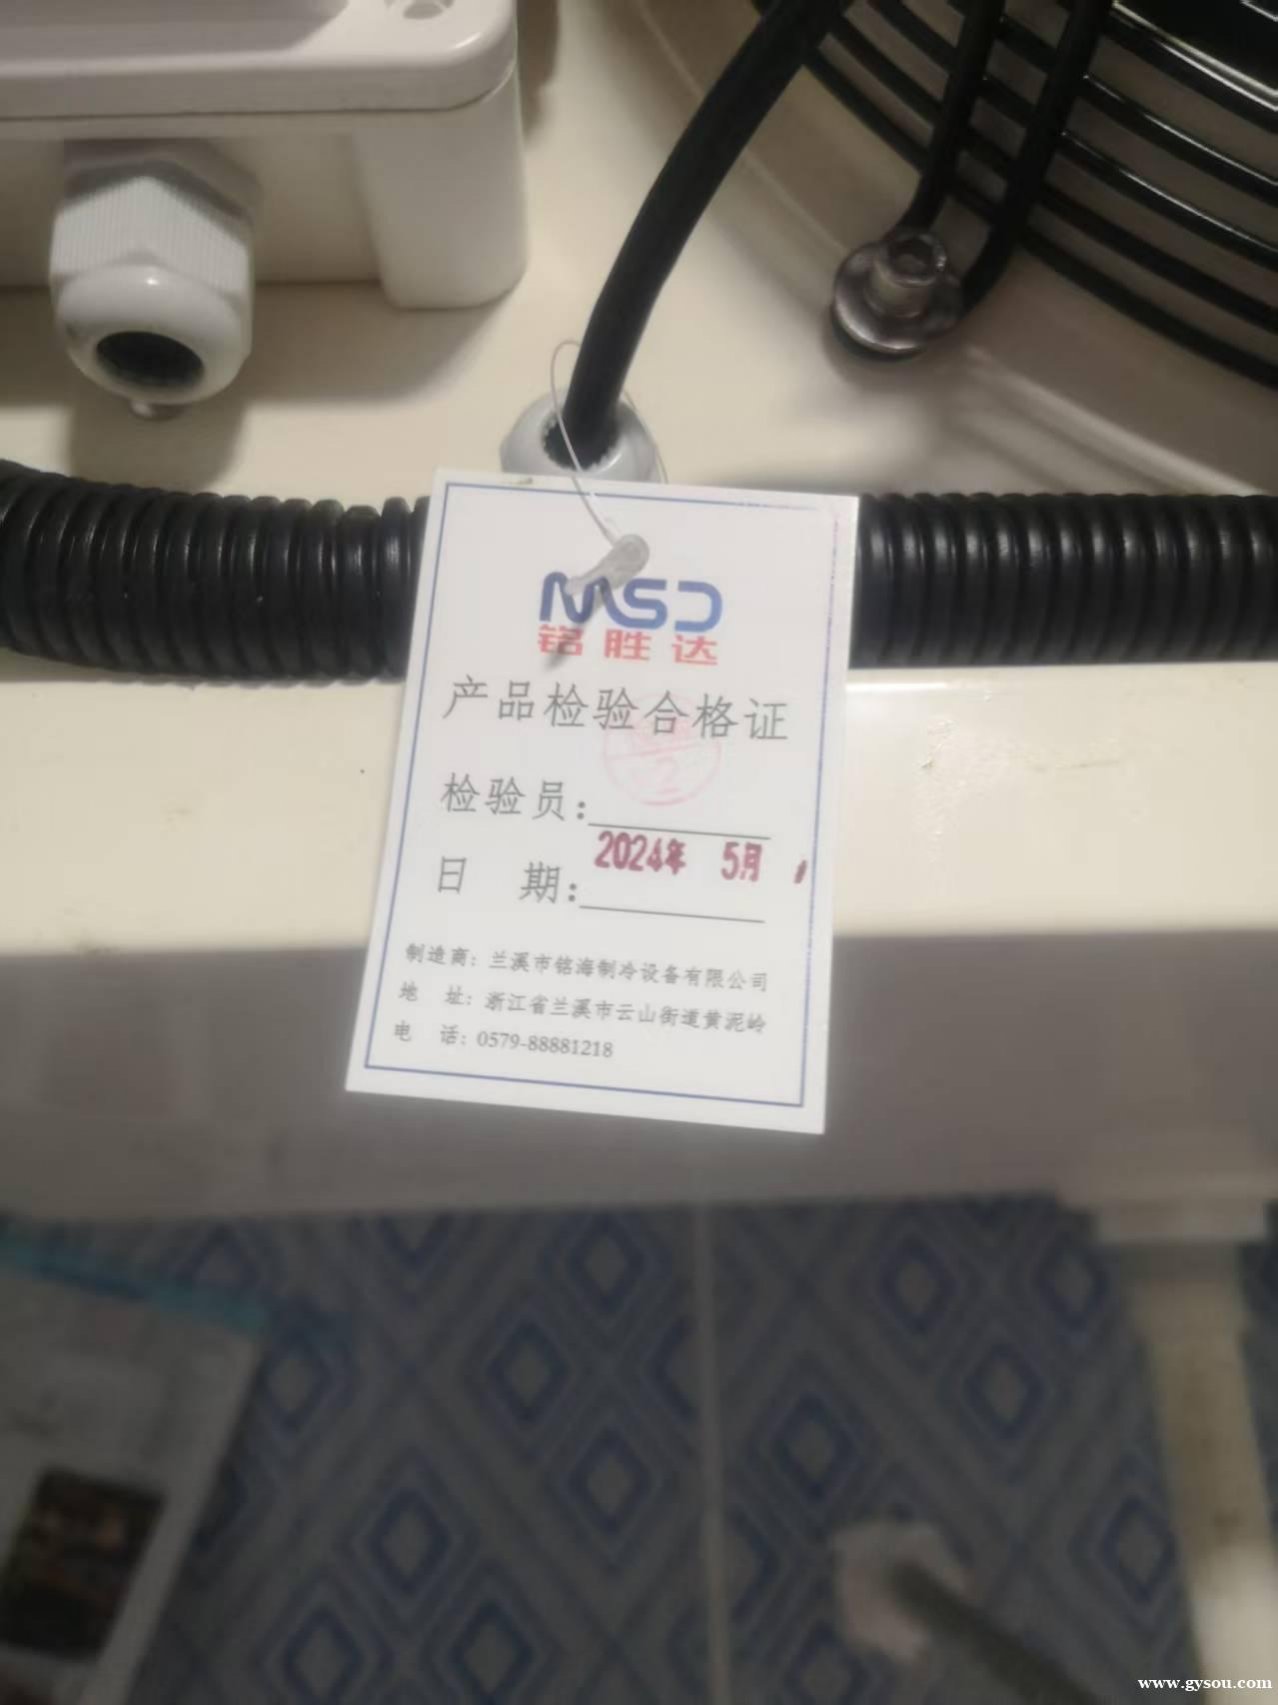 MSD
铭胜达
产品检验合格证
2
检验员:
2024年 5月
日 期:
制造商: 兰溪市铭海制冷设备有限公司
地 址: 浙江省兰溪市云山街道黄泥岭
电 话: 0579-88881218
www.gysou.com